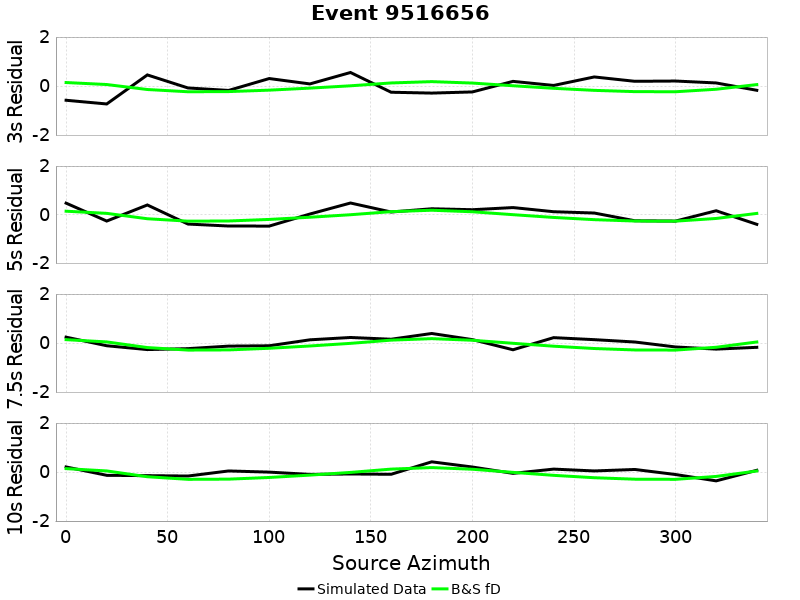 Event 9516656
3s Residual
2
0
-2
5s Residual
2
0
-2
7.5s Residual
2
0
-2
10s Residual
2
0
-2
0 50 100 150 200 250 300
Source Azimuth
Simulated Data B&S fD